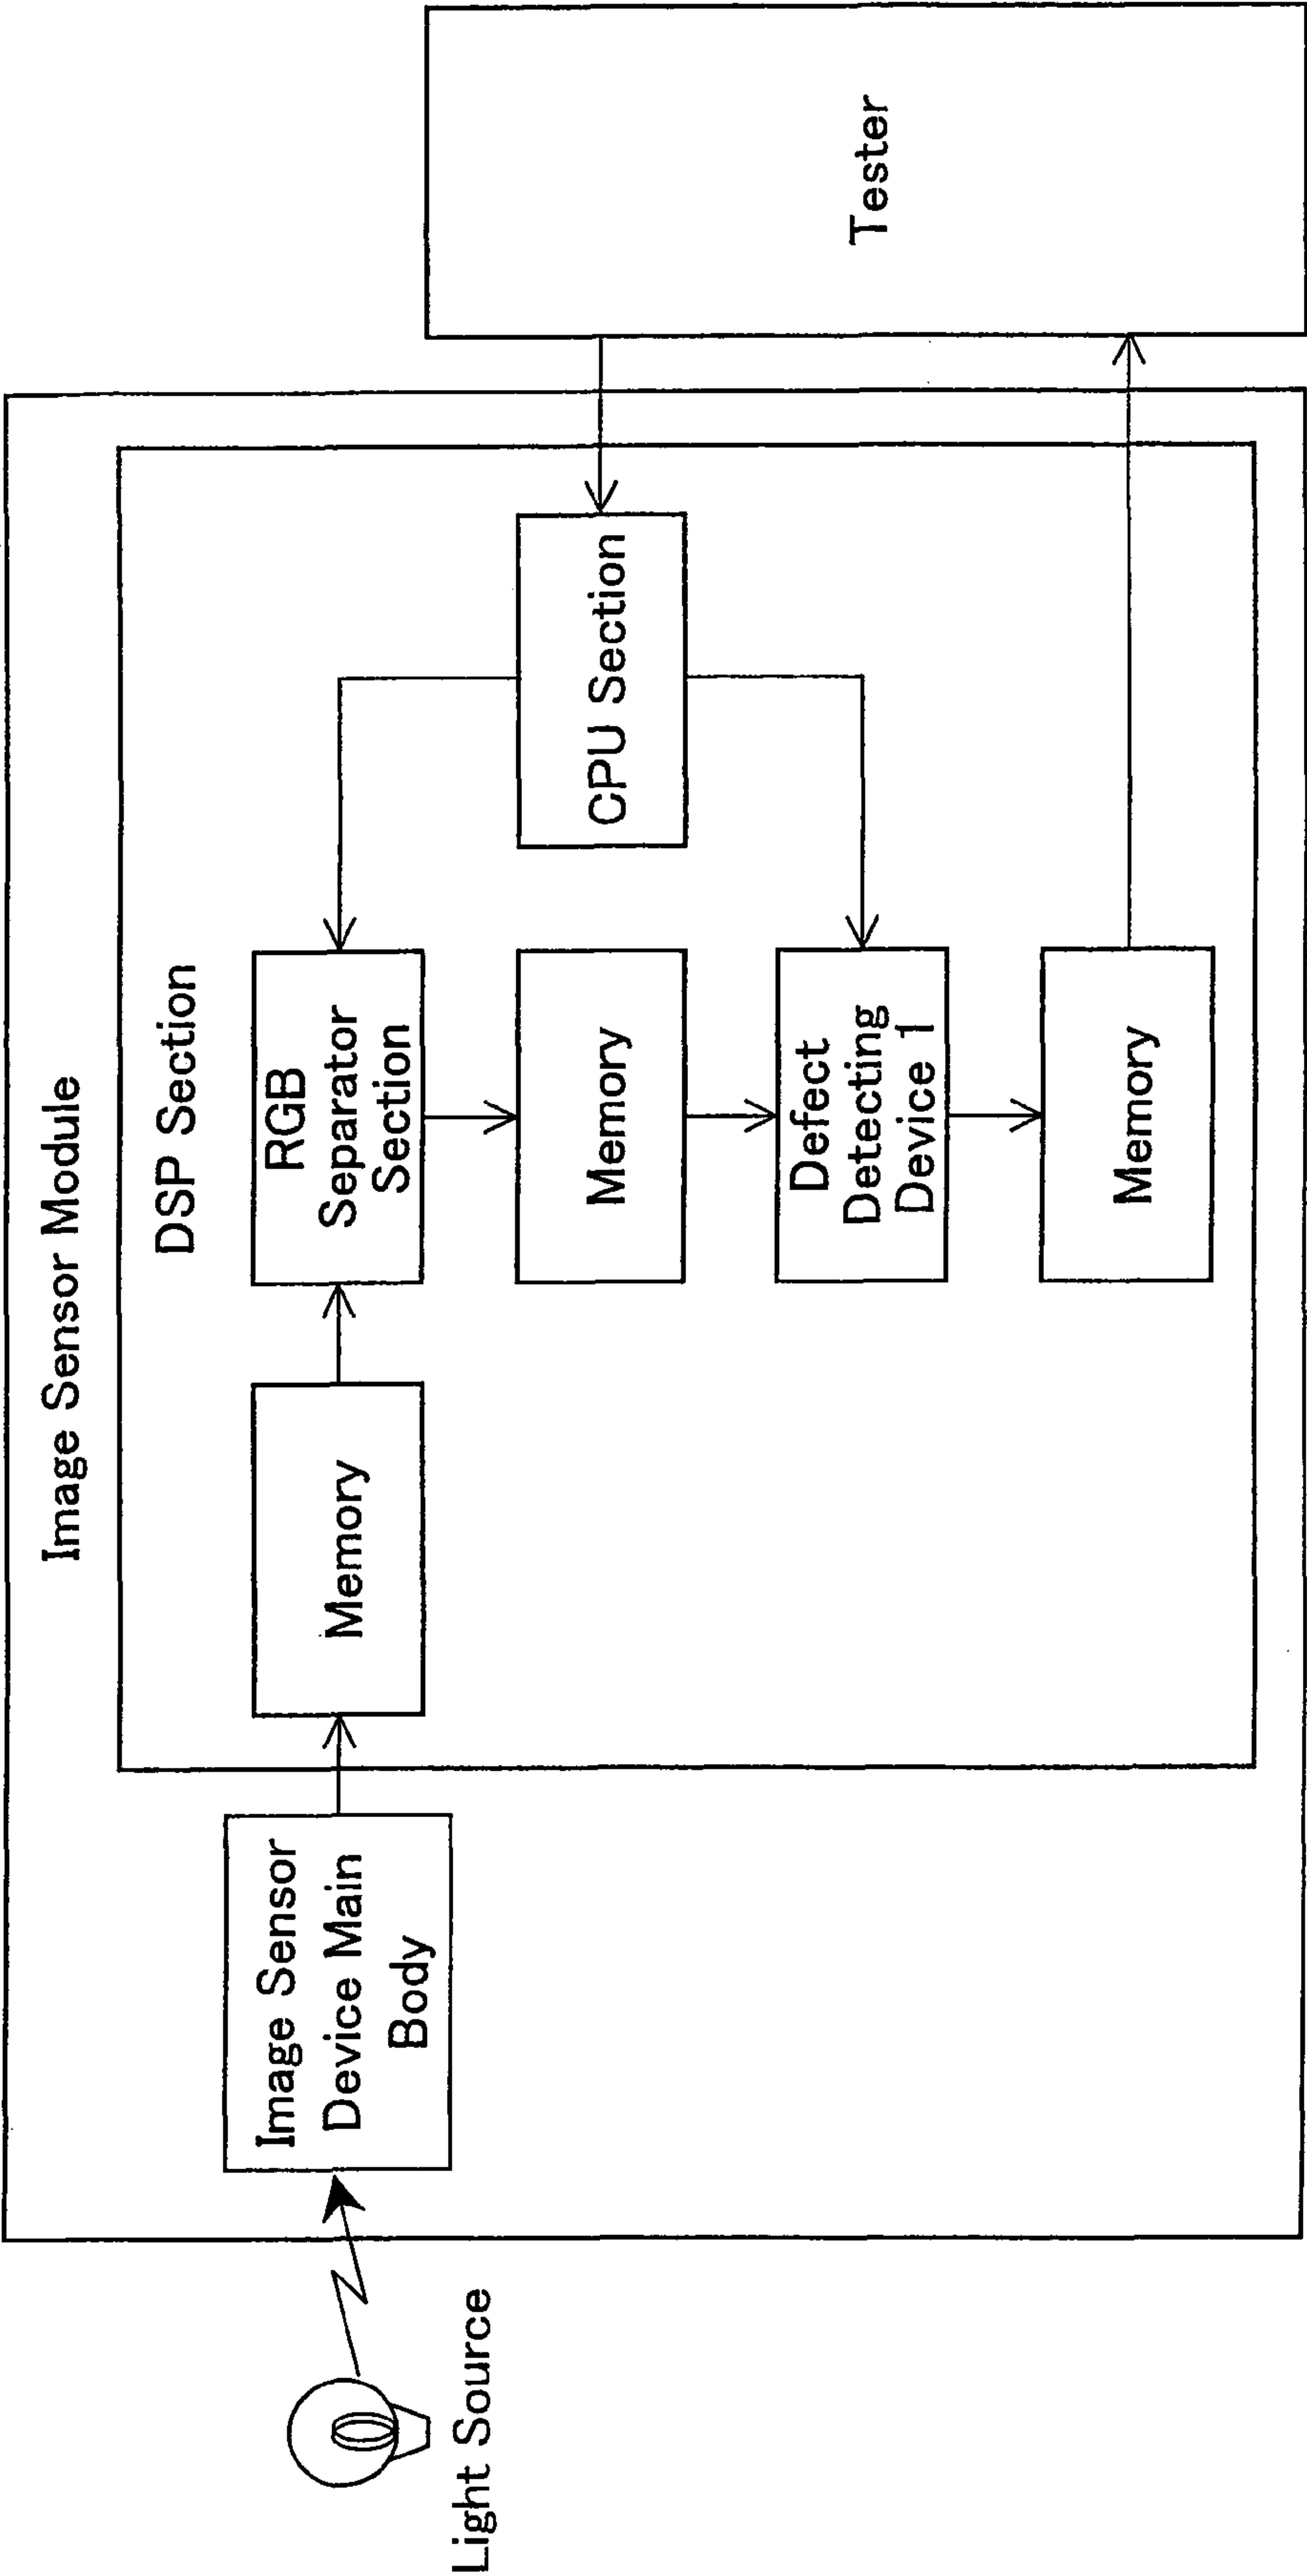 Image Sensor Module
DSP Section
Light Source
Image Sensor
Device Main
Body
Memory
RGB
Separator
Section
Memory
Defect
Detecting
Device 1
Memory
CPU Section
Tester